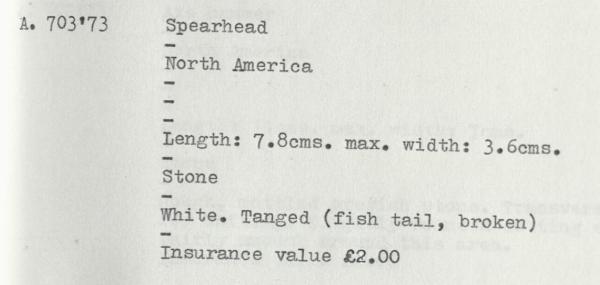 A. 703'73 Spearhead
-
North America
-
-
-
Length: 7.8cms. max. width: 3.6cms.
-
Stone
-
White. Tanged (fish tail, broken)
-
Insurance value £2.00